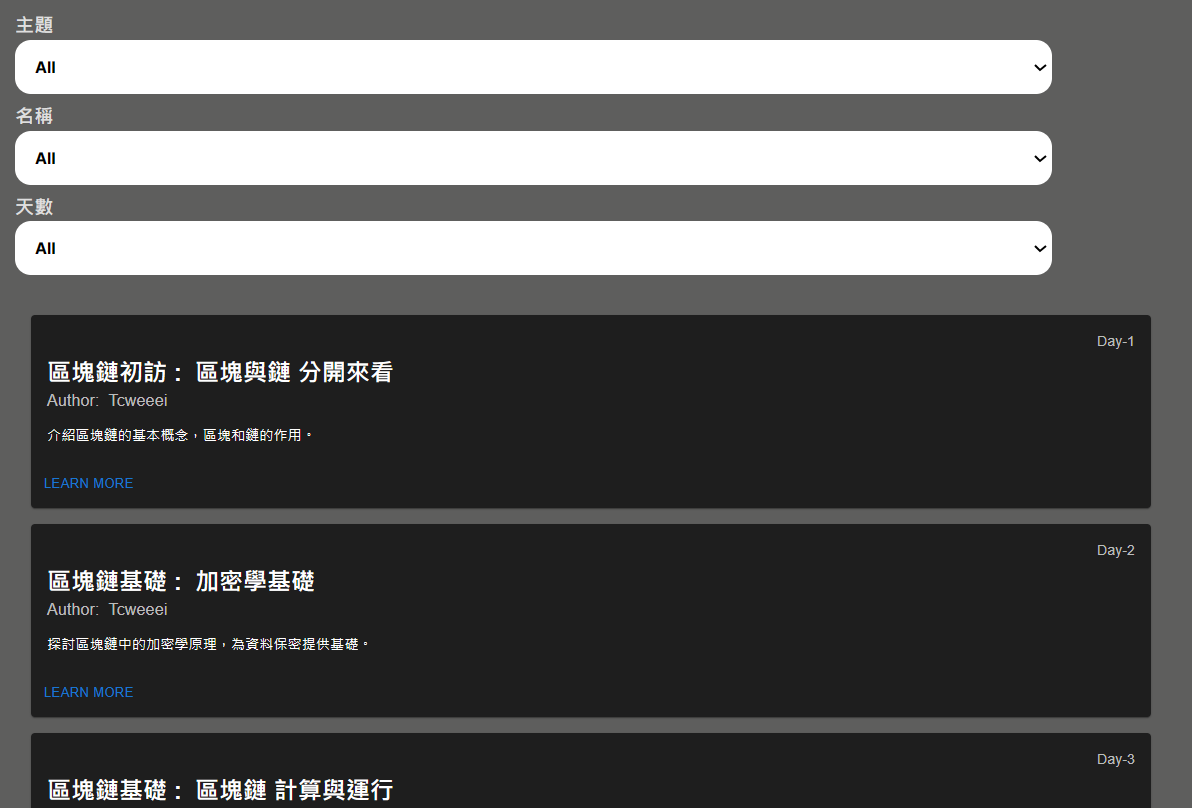 主題
All
名稱
All
天數
All
Day-1
區塊鏈初訪： 區塊與鏈 分開來看
Author: Tcweeei
介紹區塊鏈的基本概念，區塊和鏈的作用。
LEARN MORE
Day-2
區塊鏈基礎： 加密學基礎
Author: Tcweeei
探討區塊鏈中的加密學原理，為資料保密提供基礎。
LEARN MORE
Day-3
區塊鏈基礎： 區塊鏈 計算與運行